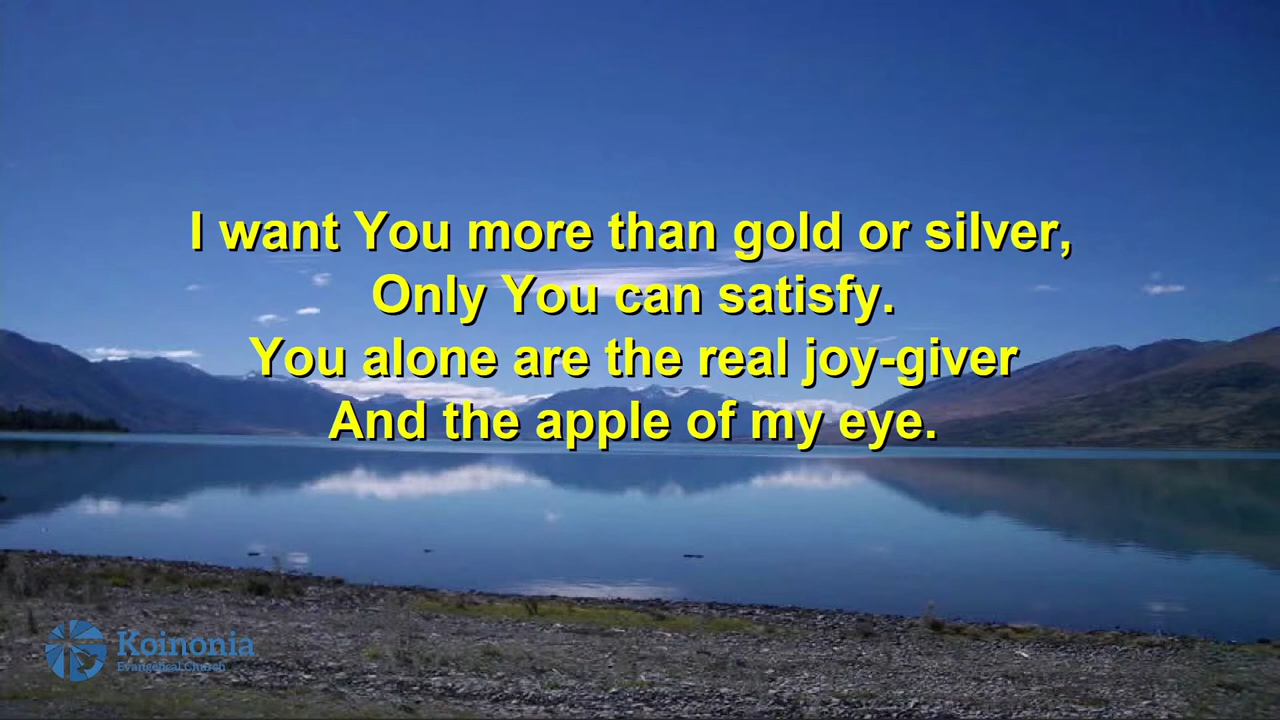 I want You more than gold or silver,
Only You can satisfy.
You alone are the real joy-giver
And the apple of my eye.
Koinonia
Evangelical Church